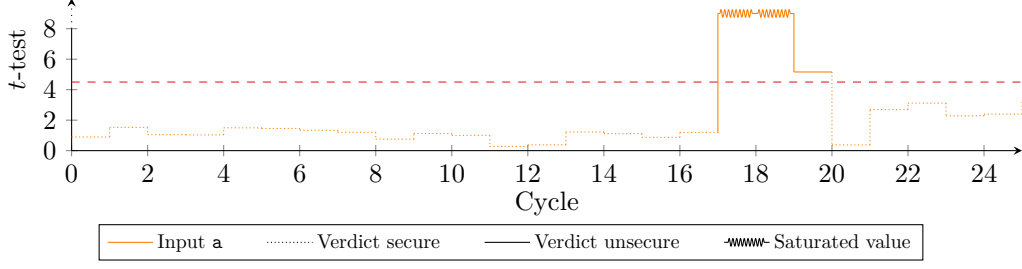 t-test
8
6
4
2
0
0 2 4 6 8 10 12 14 16 18 20 22 24
Cycle
Input a Verdict secure Verdict unsecure Saturated value